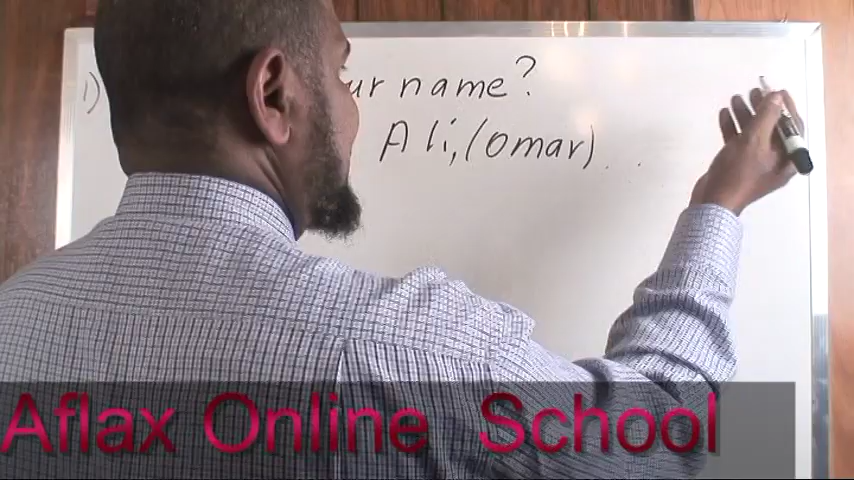 1) ur name?
Ali, (Omar) . . .
Aflax Online School